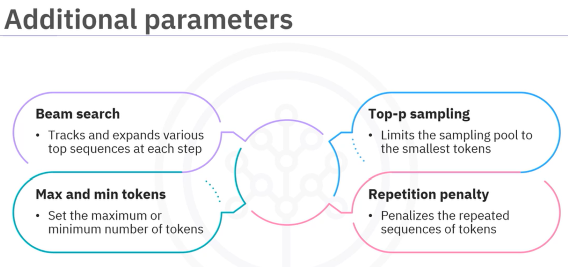 Additional parameters
Beam search
• Tracks and expands various
top sequences at each step
Top-p sampling
• Limits the sampling pool to
the smallest tokens
Max and min tokens
• Set the maximum or
minimum number of tokens
Repetition penalty
• Penalizes the repeated
sequences of tokens